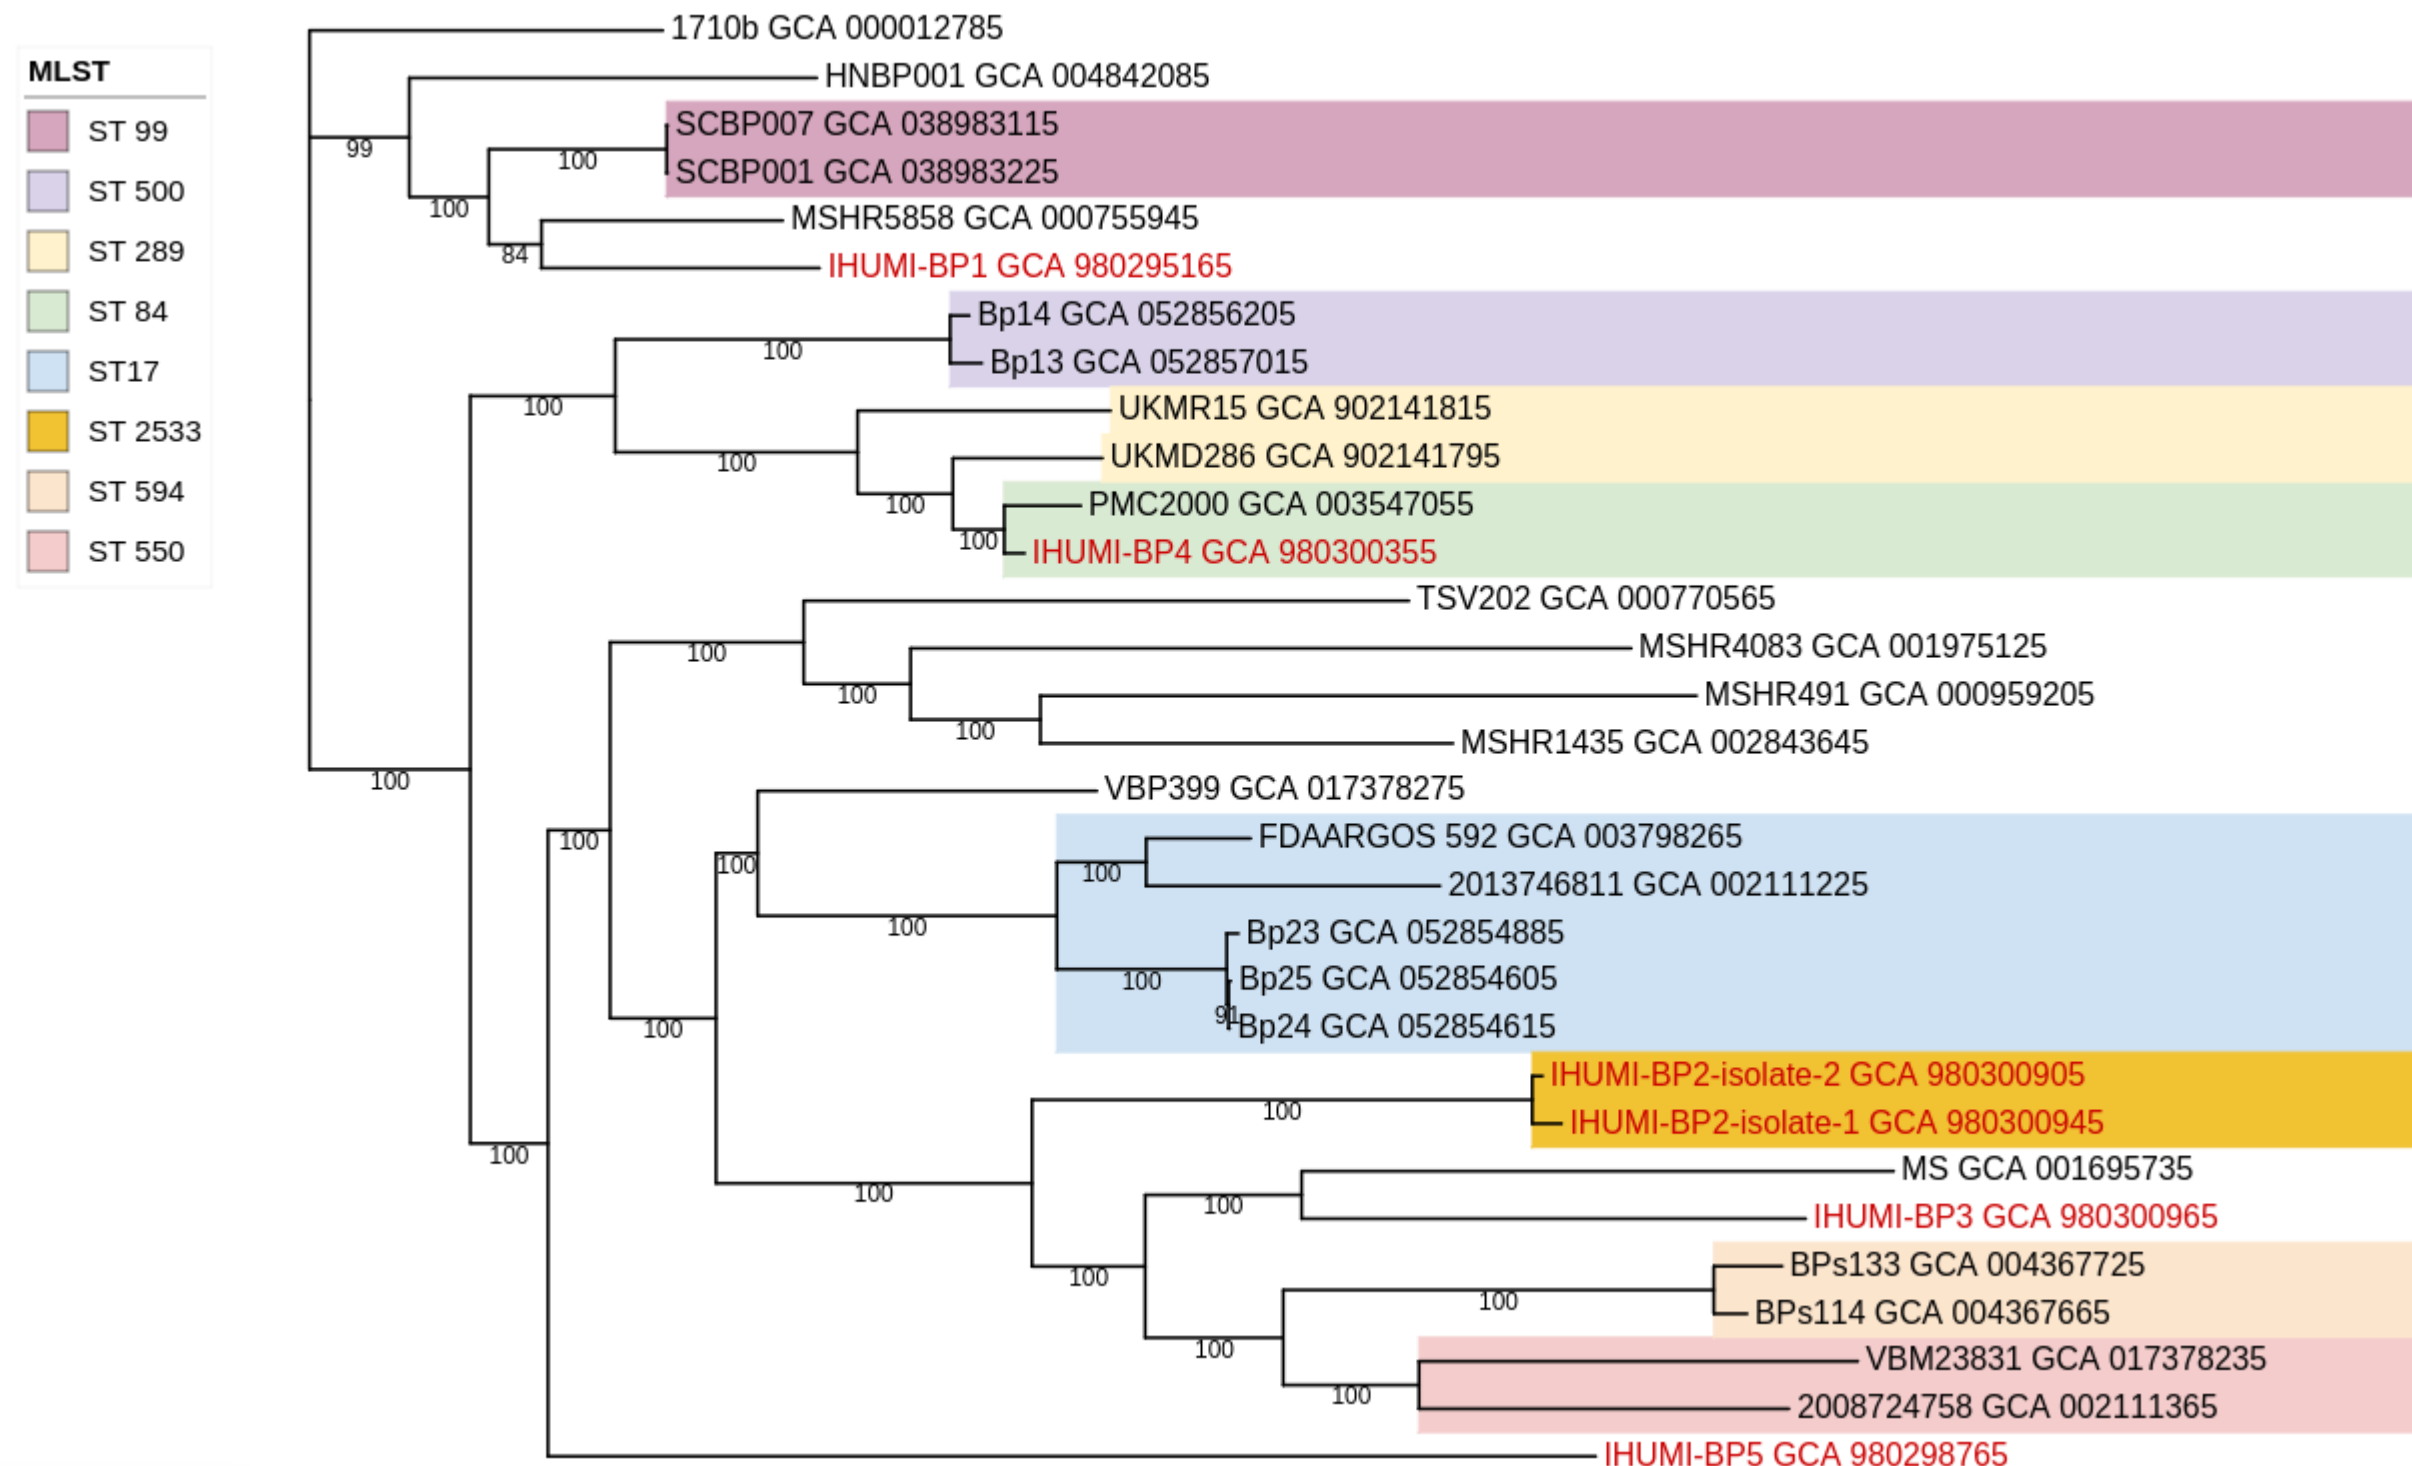 MLST
ST 99
ST 500
ST 289
ST 84
ST17
ST 2533
ST 594
ST 550
1710b GCA 000012785
HNBP001 GCA 004842085
99
SCBP007 GCA 038983115
100
SCBP001 GCA 038983225
100
MSHR5858 GCA 000755945
84
IHUMI-BP1 GCA 980295165
Bp14 GCA 052856205
100
Bp13 GCA 052857015
100
UKMR15 GCA 902141815
100
UKMD286 GCA 902141795
100
PMC2000 GCA 003547055
100
IHUMI-BP4 GCA 980300355
TSV202 GCA 000770565
100
MSHR4083 GCA 001975125
100
MSHR491 GCA 000959205
100
MSHR1435 GCA 002843645
100
VBP399 GCA 017378275
100
FDAARGOS 592 GCA 003798265
100
100
2013746811 GCA 002111225
100
Bp23 GCA 052854885
100
Bp25 GCA 052854605
91
Bp24 GCA 052854615
100
IHUMI-BP2-isolate-2 GCA 980300905
100
IHUMI-BP2-isolate-1 GCA 980300945
100
MS GCA 001695735
100
100
IHUMI-BP3 GCA 980300965
BPs133 GCA 004367725
100
100
BPs114 GCA 004367665
100
VBM23831 GCA 017378235
100
2008724758 GCA 002111365
IHUMI-BP5 GCA 980298765